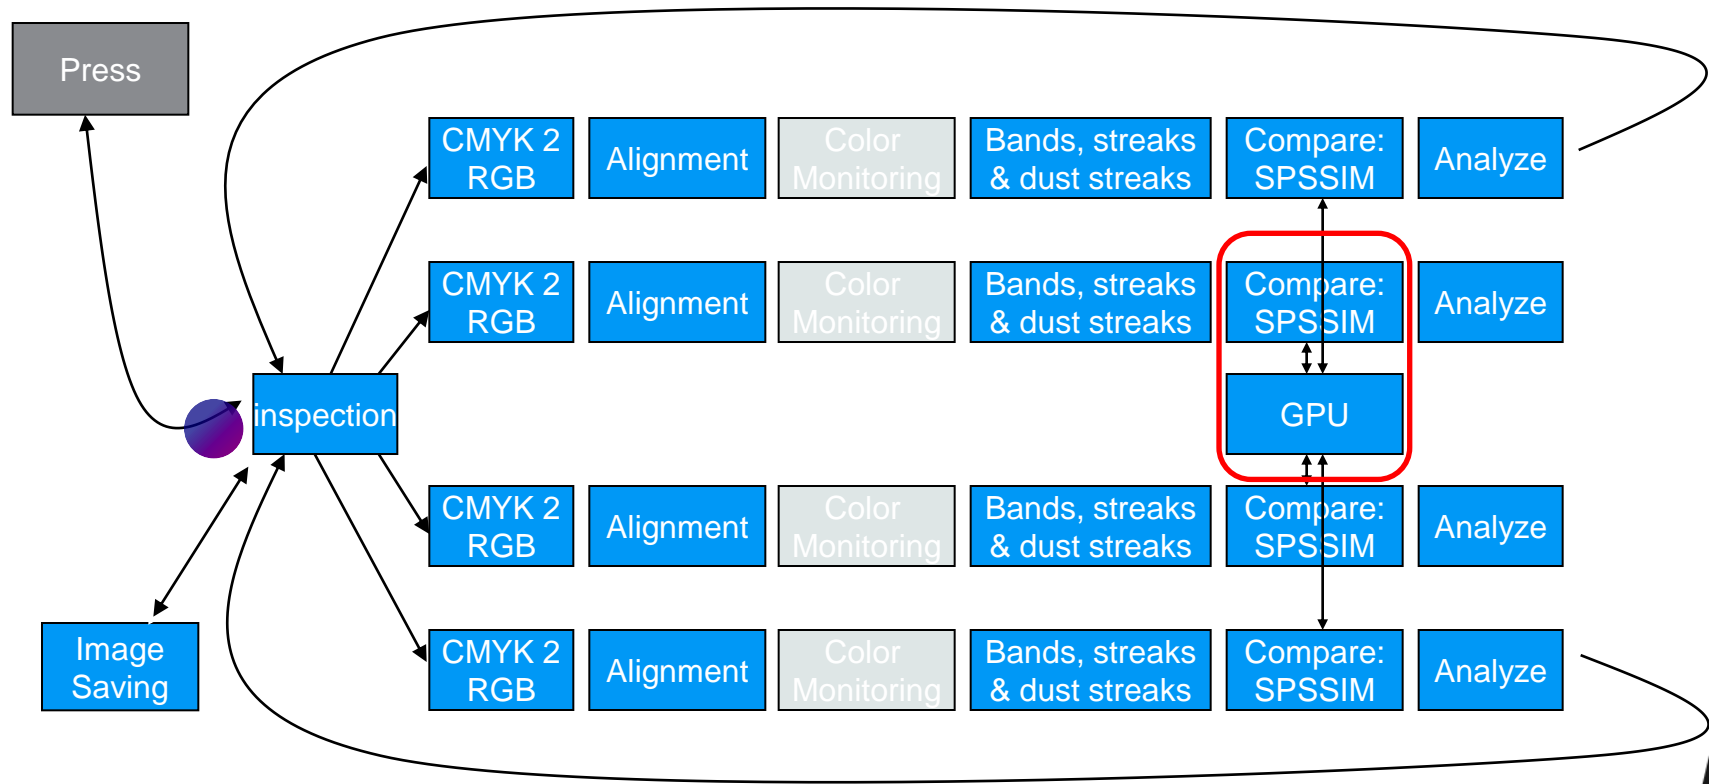 Press
CMYK 2
RGB
Alignment
Color
Monitoring
Bands, streaks
& dust streaks
Compare:
SPSSIM
Analyze
CMYK 2
RGB
Alignment
Color
Monitoring
Bands, streaks
& dust streaks
Compare:
SPSSIM
Analyze
inspection
GPU
CMYK 2
RGB
Alignment
Color
Monitoring
Bands, streaks
& dust streaks
Compare:
SPSSIM
Analyze
Image
Saving
CMYK 2
RGB
Alignment
Color
Monitoring
Bands, streaks
& dust streaks
Compare:
SPSSIM
Analyze